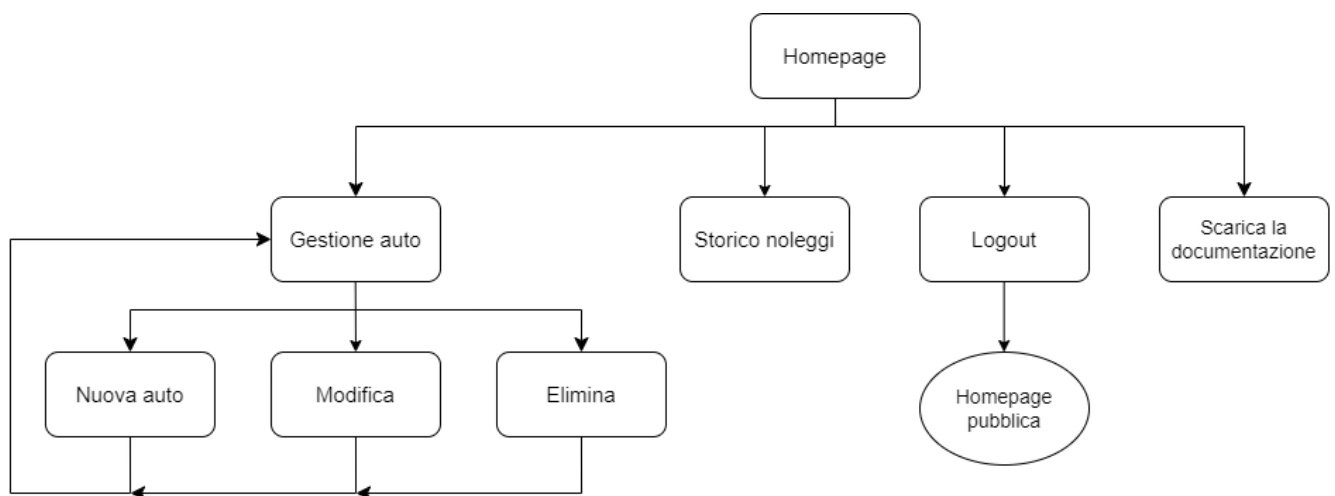 Homepage
Gestione auto
Storico noleggi
Logout
Scarica la
documentazione
Nuova auto
Modifica
Elimina
Homepage
pubblica